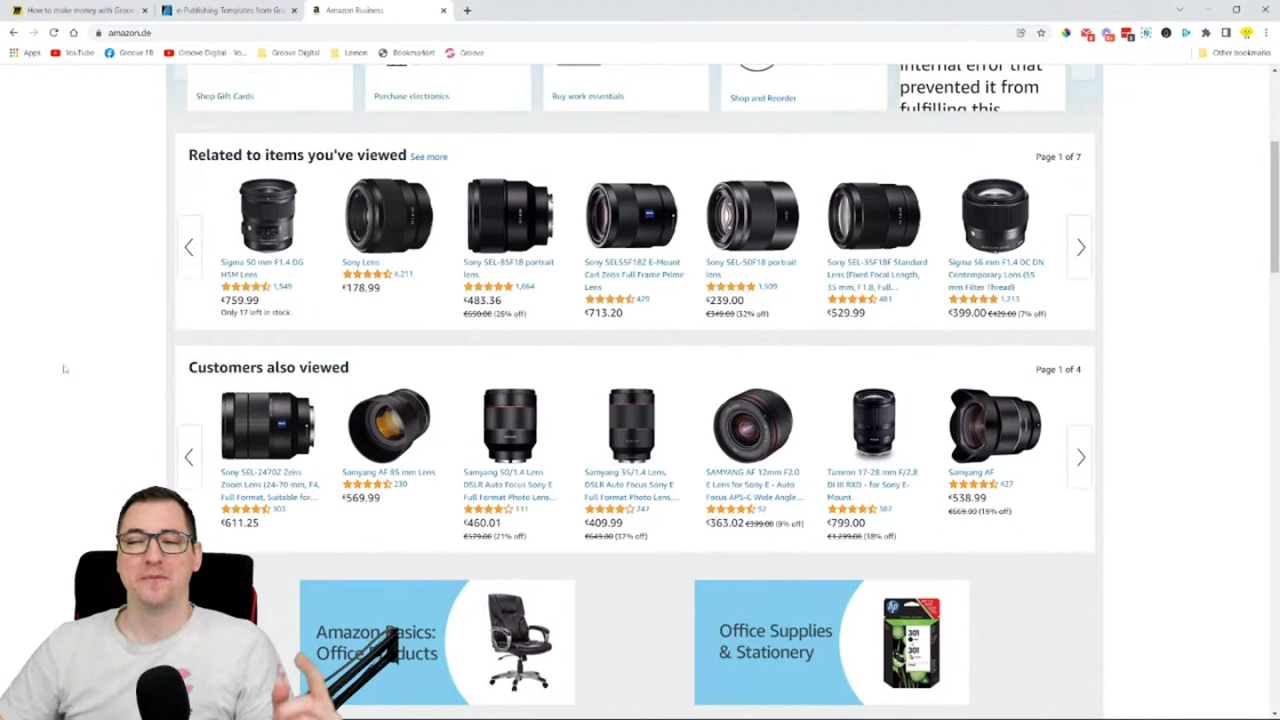 How to make money with Groov
e-Publishing Templates from Gro
Amazon Business
amazon.de
Apps
YouTube
Groove FB
Groove Digital - Yo...
Groove Digital
Lemon
Bookmarklet
Groove
Other bookmarks
Shop Gift Cards
Purchase electronics
Buy work essentials
Shop and Reorder
internal error that
prevented it from
fulfilling this
Related to items you've viewed See more
Page 1 of 7
Sigma 50 mm F1.4 DG
HSM Lens
1,549
€759.99
Only 17 left in stock.
Sony Lens
4,211
€178.99
Sony SEL-85F18 portrait
lens.
1,064
€483.36
€650.00 (26% off)
Sony SEL55F18Z E-Mount
Carl Zeiss Full Frame Prime
Lens
429
€713.20
Sony SEL-50F18 portrait
lens
1,509
€239.00
€349.00 (32% off)
Sony SEL-35F18F Standard
Lens (Fixed Focal Length,
35 mm, F1.8, Full...
481
€529.99
Sigma 56 mm F1.4 DC DN
Contemporary Lens (55
mm Filter Thread)
1,213
€399.00 €429.00 (7% off)
Customers also viewed
Page 1 of 4
Sony SEL-2470Z Zeiss
Zoom Lens (24-70 mm, F4,
Full Format, Suitable for...
303
€611.25
Samyang AF 85 mm Lens
230
€569.99
Samyang 50/1.4 Lens
DSLR Auto Focus Sony E
Full Format Photo Lens...
111
€460.01
€579.00 (21% off)
Samyang 35/1.4 Lens,
DSLR Auto Focus Sony E
Full Format Photo Lens...
247
€409.99
€649.00 (37% off)
SAMYANG AF 12mm F2.0
E Lens for Sony E - Auto
Focus APS-C Wide Angle...
92
€363.02 €399.00 (9% off)
Tamron 17-28 mm F/2.8
DI III RXD - for Sony E-
Mount
387
€799.00
€1,299.00 (38% off)
Samyang AF
427
€538.99
€669.00 (19% off)
Amazon Basics:
Office Products
Office Supplies
& Stationery
hp
301
301